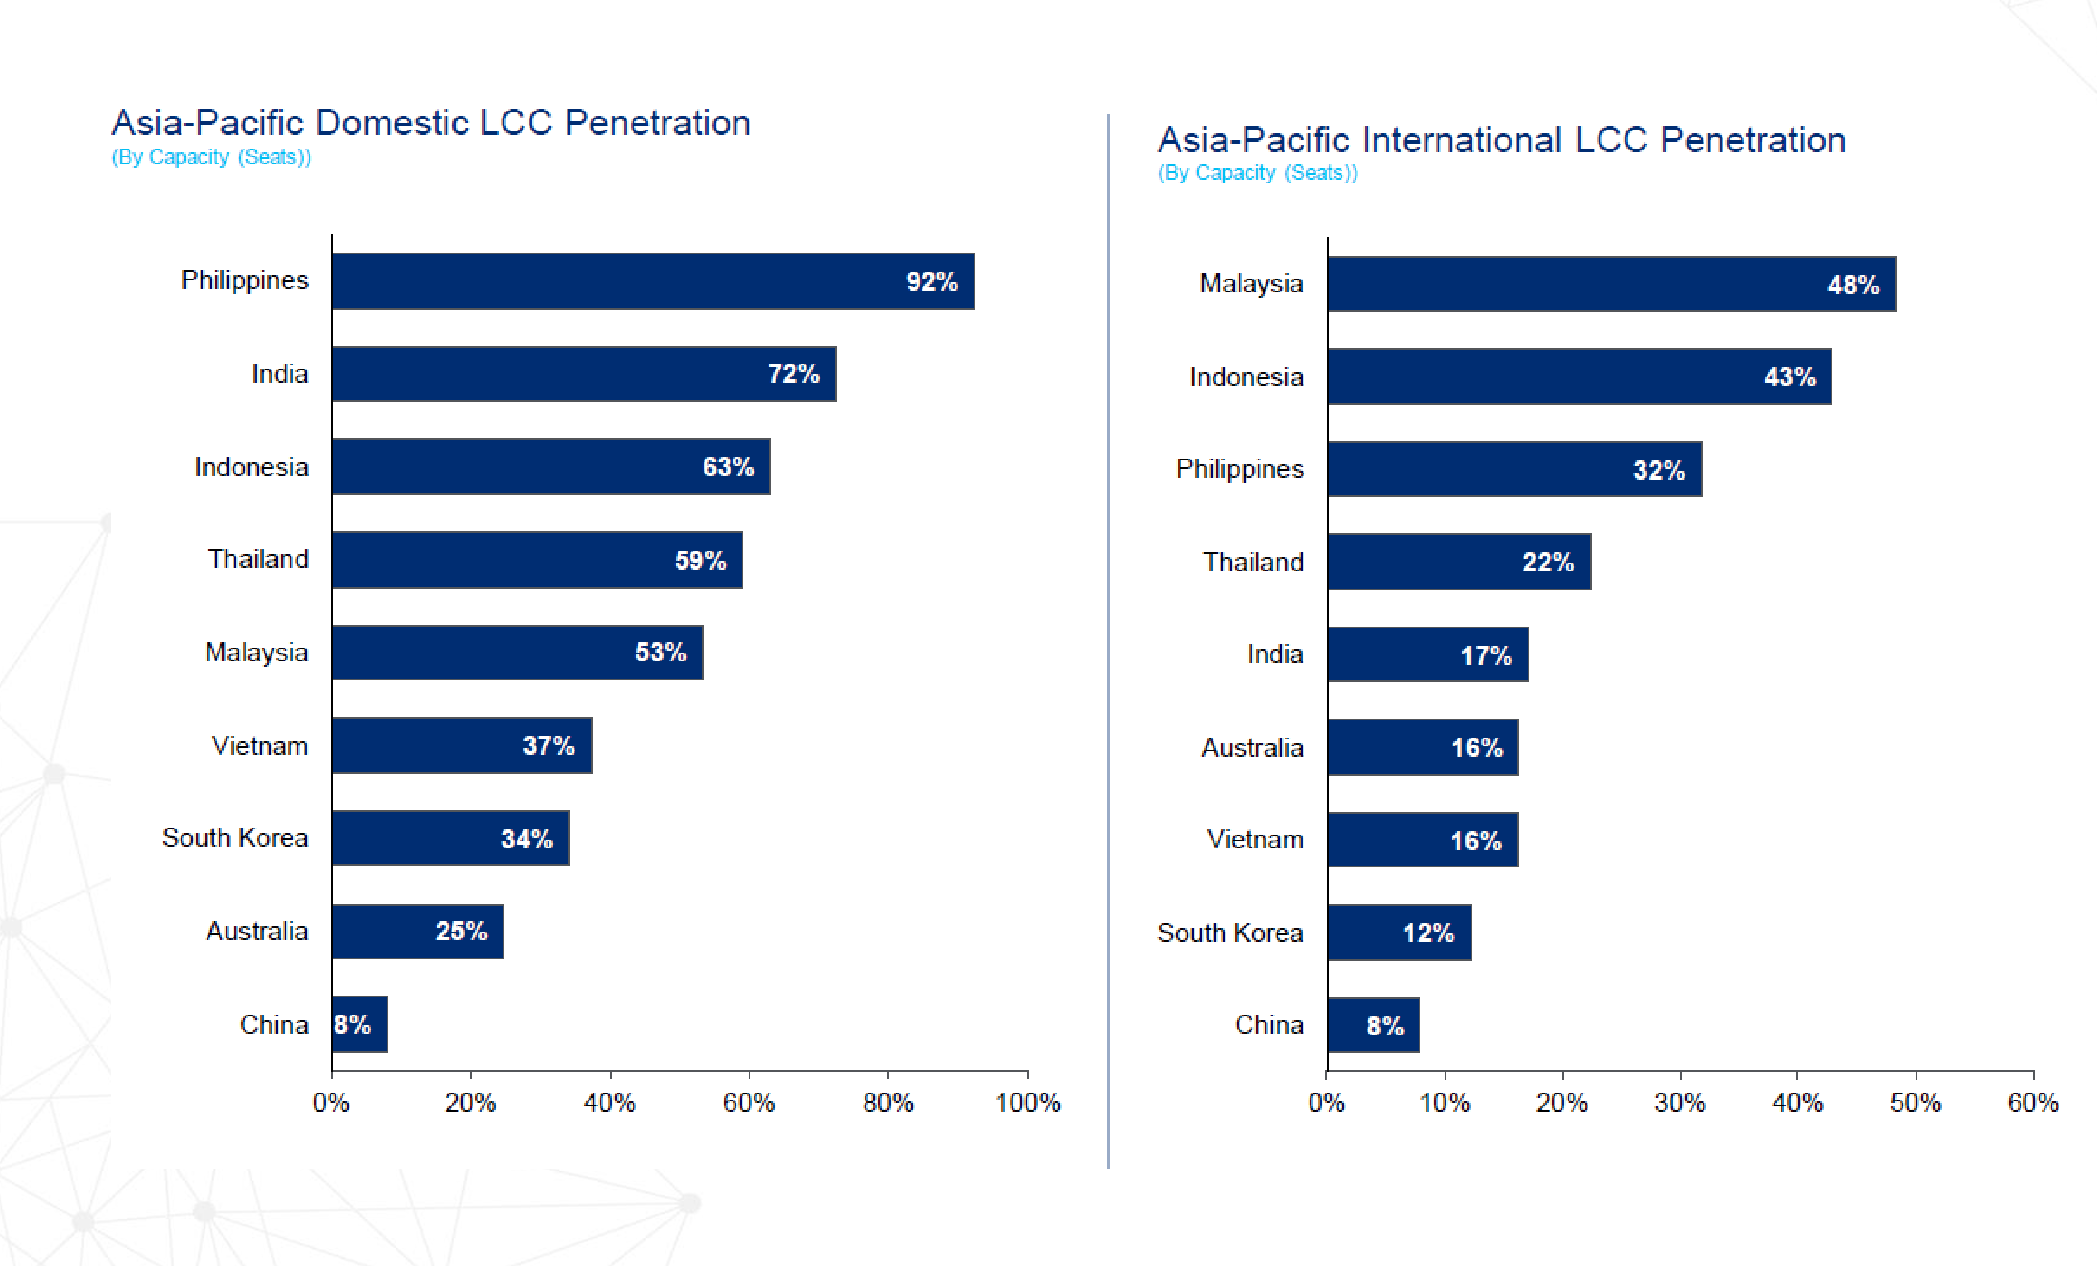 Asia-Pacific Domestic LCC Penetration
(By Capacity (Seats))
Philippines 92%
India 72%
Indonesia 63%
Thailand 59%
Malaysia 53%
Vietnam 37%
South Korea 34%
Australia 25%
China 8%
0% 20% 40% 60% 80% 100%
Asia-Pacific International LCC Penetration
(By Capacity (Seats))
Malaysia 48%
Indonesia 43%
Philippines 32%
Thailand 22%
India 17%
Australia 16%
Vietnam 16%
South Korea 12%
China 8%
0% 10% 20% 30% 40% 50% 60%